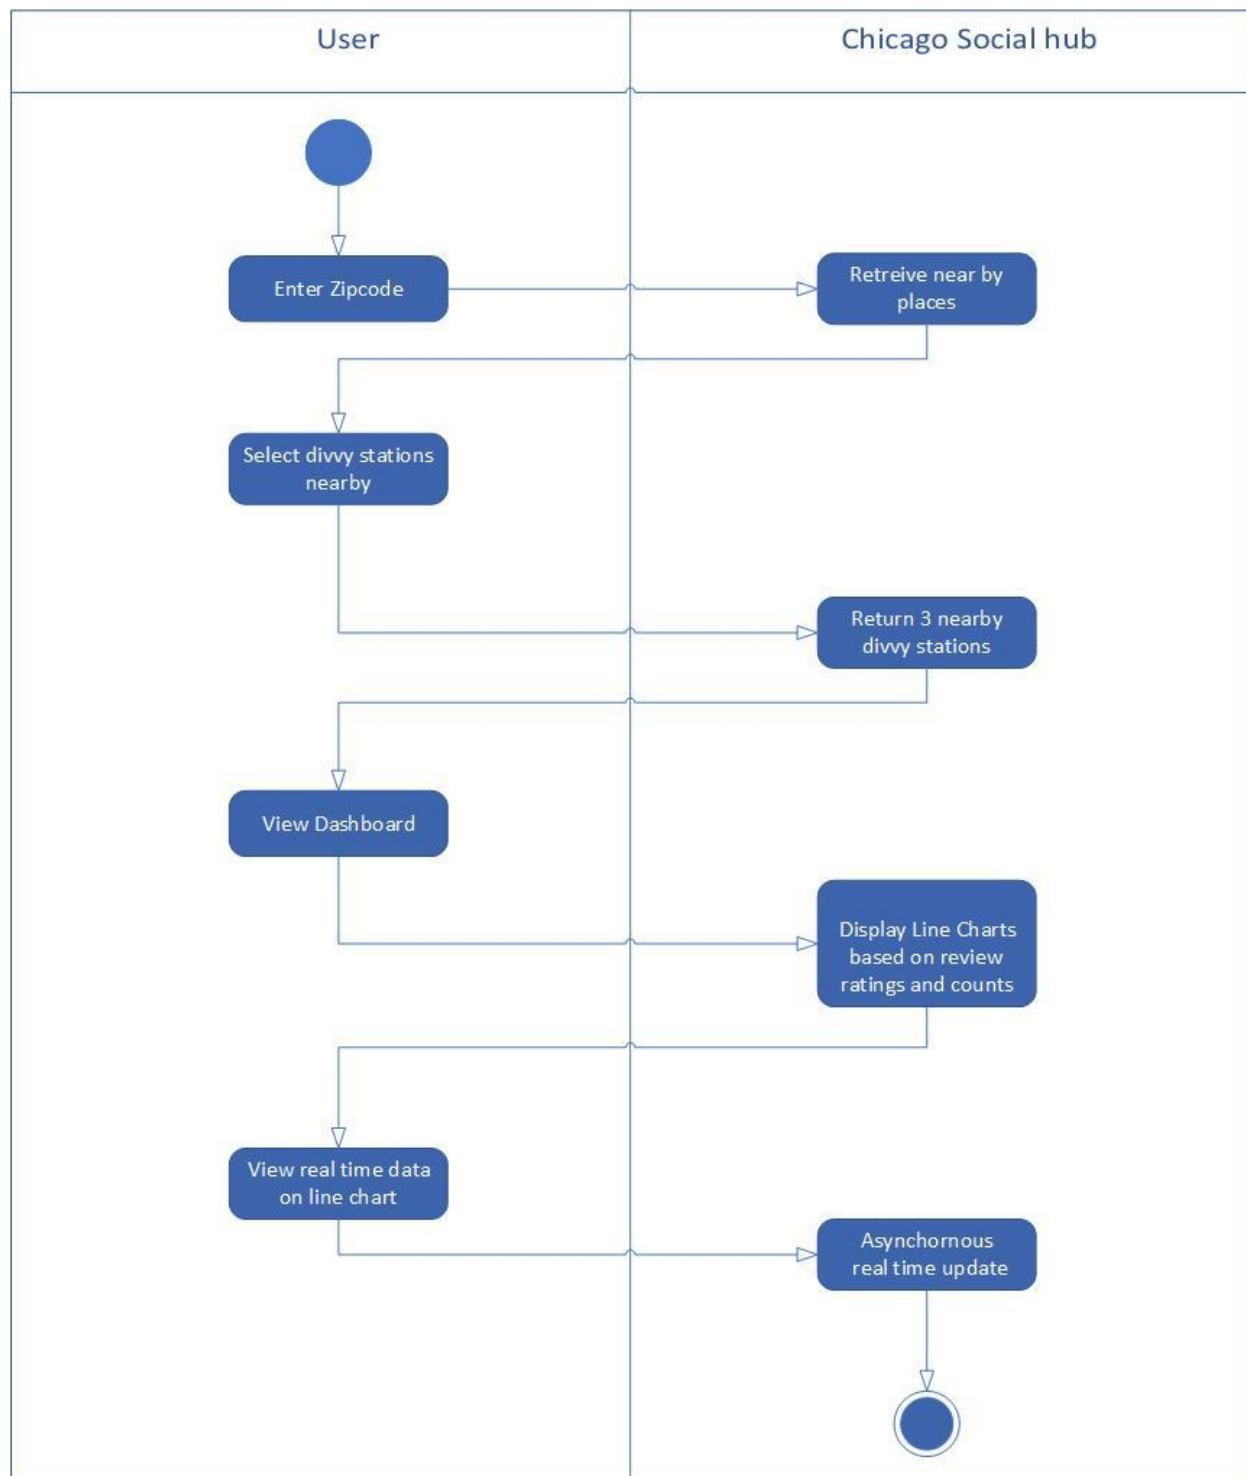 User
Chicago Social hub
Enter Zipcode
Retreive near by
places
Select divvy stations
nearby
Return 3 nearby
divvy stations
View Dashboard
Display Line Charts
based on review
ratings and counts
View real time data
on line chart
Asynchornous
real time update